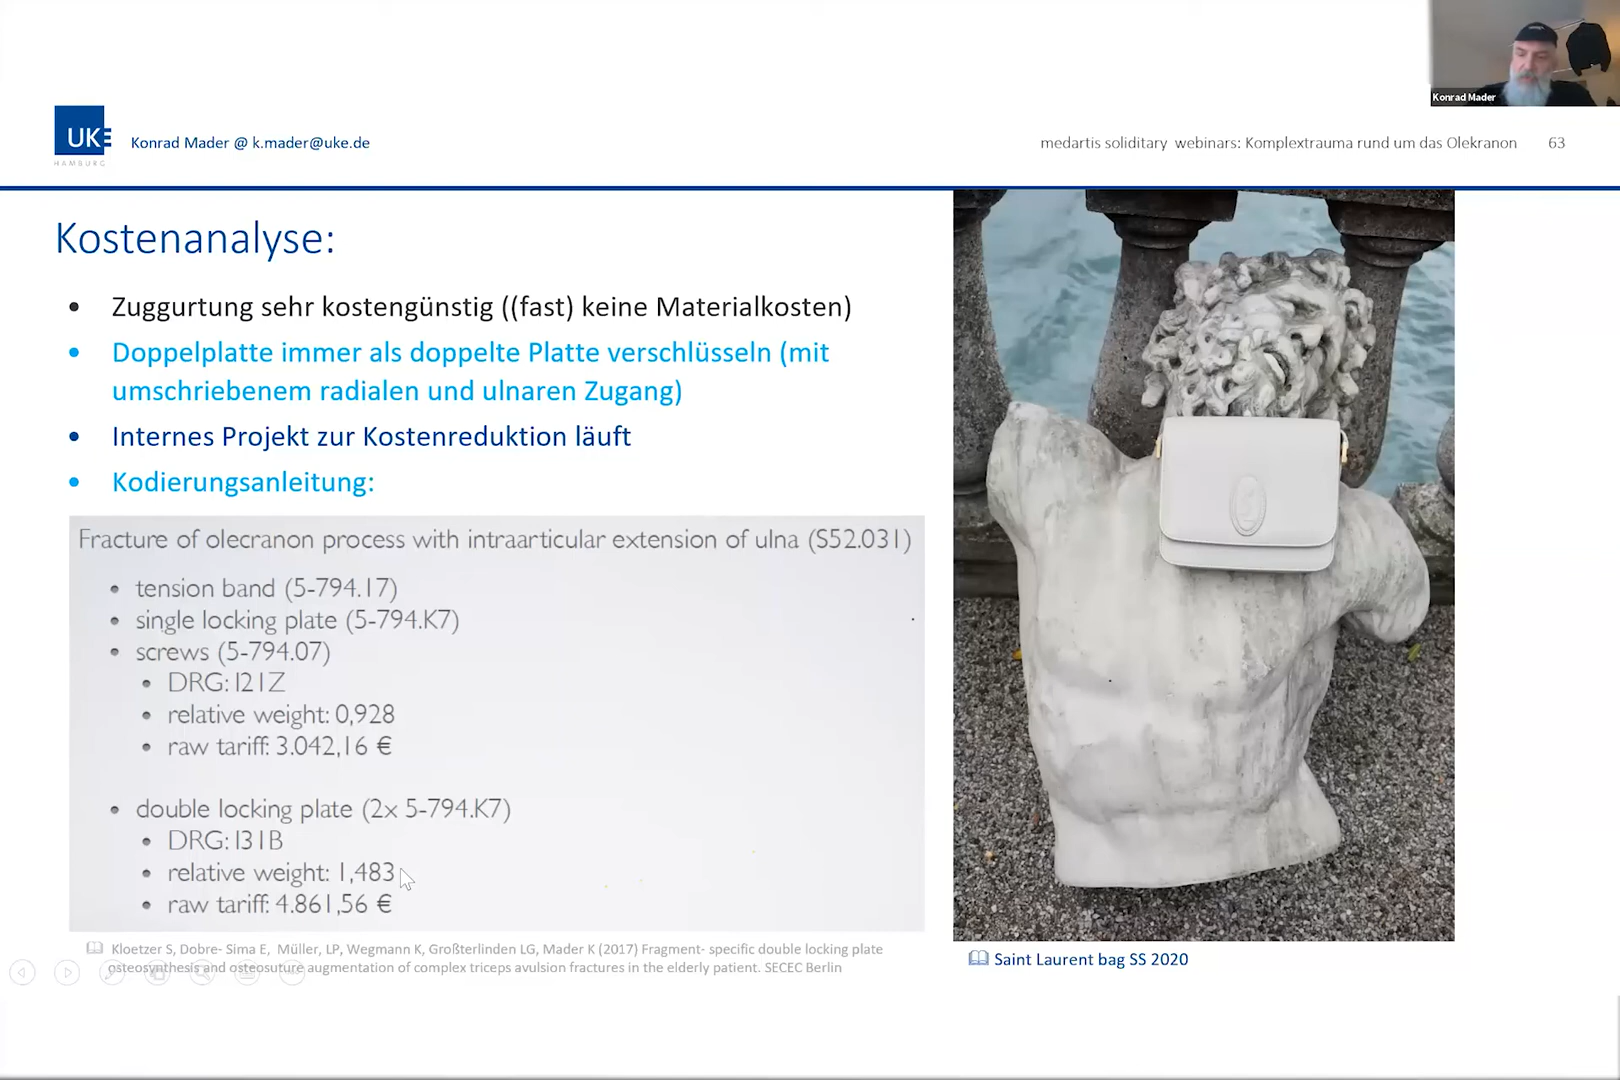 Konrad Mader
UKE
HAMBURG
Konrad Mader @ k.mader@uke.de
medartis soliditary webinars: Komplextrauma rund um das Olekranon 63
Kostenanalyse:
• Zuggurtung sehr kostengünstig ((fast) keine Materialkosten)
• Doppelplatte immer als doppelte Platte verschlüsseln (mit
umschriebenem radialen und ulnaren Zugang)
• Internes Projekt zur Kostenreduktion läuft
• Kodierungsanleitung:
Fracture of olecranon process with intraarticular extension of ulna (S52.031)
• tension band (5-794.17)
• single locking plate (5-794.K7)
• screws (5-794.07)
• DRG: I21Z
• relative weight: 0,928
• raw tariff: 3.042,16 €
• double locking plate (2x 5-794.K7)
• DRG: I31B
• relative weight: 1,483
• raw tariff: 4.861,56 €
Kloetzer S, Dobre- Sima E, Müller, LP, Wegmann K, Großterlinden LG, Mader K (2017) Fragment- specific double locking plate
osteosynthesis and osteosuture augmentation of complex triceps avulsion fractures in the elderly patient. SECEC Berlin
Saint Laurent bag SS 2020